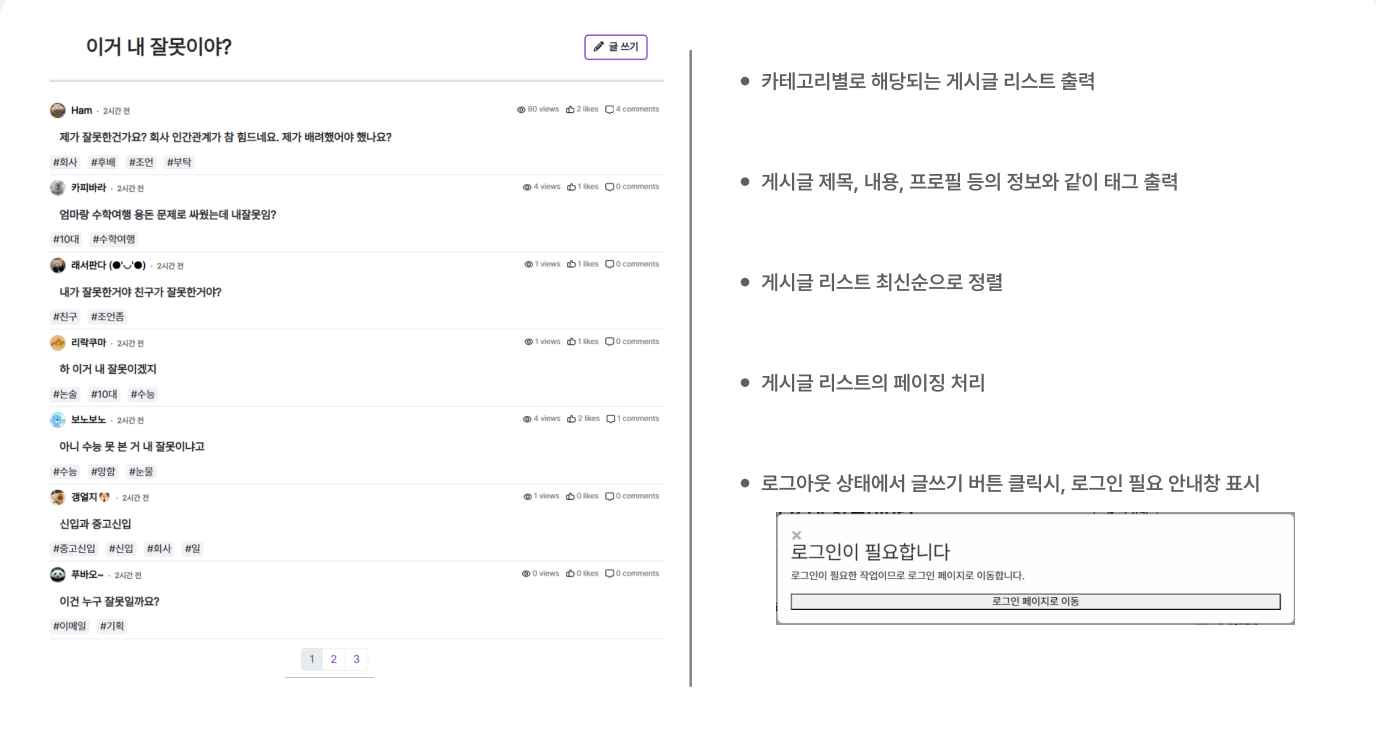 이거 내 잘못이야?
글 쓰기
Ham · 2시간 전 80 views 2 likes 4 comments
제가 잘못한건가요? 회사 인간관계가 참 힘드네요. 제가 배려했어야 했나요?
#회사 #후배 #조언 #부탁
카피바라 · 2시간 전 4 views 1 likes 0 comments
엄마랑 수학여행 용돈 문제로 싸웠는데 내잘못임?
#10대 #수학여행
래서판다 (●'◡'●) · 2시간 전 1 views 1 likes 0 comments
내가 잘못한거야 친구가 잘못한거야?
#친구 #조언좀
리락쿠마 · 2시간 전 1 views 1 likes 0 comments
하 이거 내 잘못이겠지
#논술 #10대 #수능
보노보노 · 2시간 전 4 views 2 likes 1 comments
아니 수능 못 본 거 내 잘못이냐고
#수능 #망함 #눈물
갱얼지🐶 · 2시간 전 1 views 0 likes 0 comments
신입과 중고신입
#중고신입 #신입 #회사 #일
푸바오~ · 2시간 전 0 views 0 likes 0 comments
이건 누구 잘못일까요?
#이메일 #기획
1 2 3
• 카테고리별로 해당되는 게시글 리스트 출력
• 게시글 제목, 내용, 프로필 등의 정보와 같이 태그 출력
• 게시글 리스트 최신순으로 정렬
• 게시글 리스트의 페이징 처리
• 로그아웃 상태에서 글쓰기 버튼 클릭시, 로그인 필요 안내창 표시
×
로그인이 필요합니다
로그인이 필요한 작업이므로 로그인 페이지로 이동합니다.
로그인 페이지로 이동